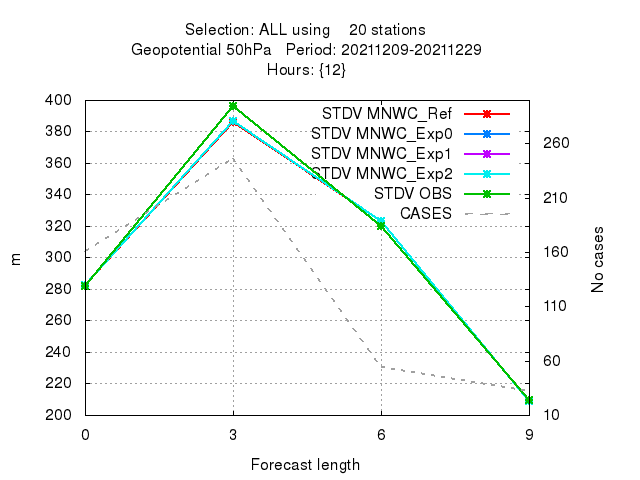 Selection: ALL using    20 stations
Geopotential 50hPa   Period: 20211209-20211229
Hours: {12}
STDV MNWC_Ref
STDV MNWC_Exp0
STDV MNWC_Exp1
STDV MNWC_Exp2
STDV OBS
CASES
400
380
360
340
320
300
280
260
240
220
200
m
260
210
160
110
60
10
No cases
0 3 6 9
Forecast length